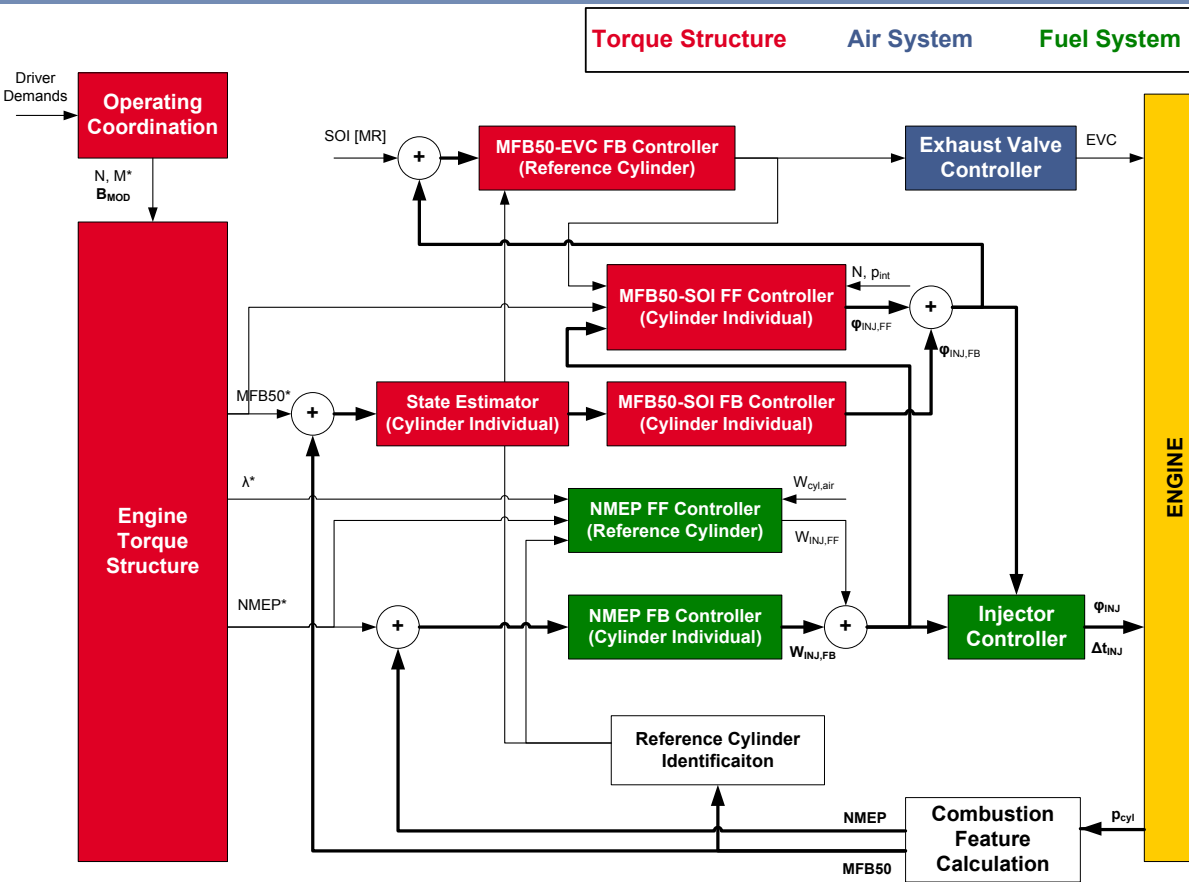 Torque Structure Air System Fuel System
Driver
Demands
Operating
Coordination
SOI [MR]
+
MFB50-EVC FB Controller
(Reference Cylinder)
Exhaust Valve
Controller
EVC
N, M*
BMOD
N, pint
MFB50-SOI FF Controller
(Cylinder Individual)
+
φINJ,FF
φINJ,FB
MFB50*
+
State Estimator
(Cylinder Individual)
MFB50-SOI FB Controller
(Cylinder Individual)
ENGINE
λ*
Wcyl,air
NMEP FF Controller
(Reference Cylinder)
WINJ,FF
Engine
Torque
Structure
NMEP*
+
NMEP FB Controller
(Cylinder Individual)
WINJ,FB
+
Injector
Controller
φINJ
ΔtINJ
Reference Cylinder
Identificaiton
NMEP
MFB50
Combustion
Feature
Calculation
pcyl